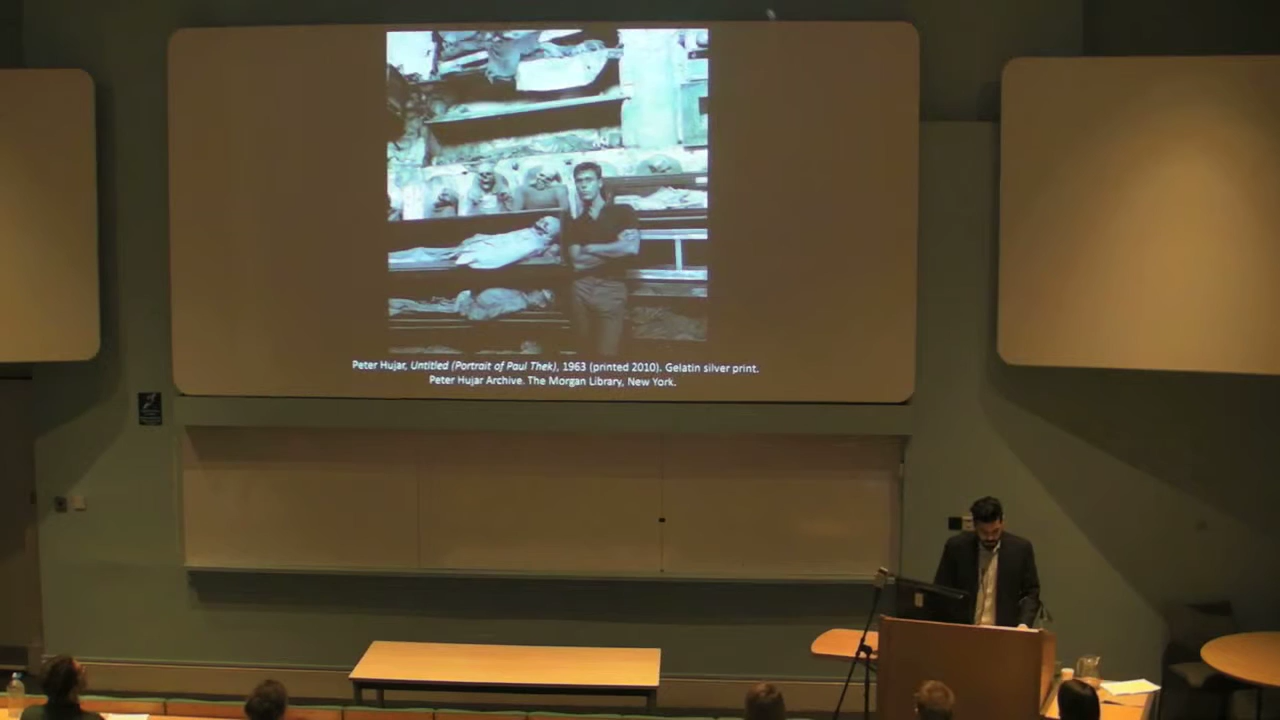 Peter Hujar, Untitled (Portrait of Paul Thek), 1963 (printed 2010). Gelatin silver print.
Peter Hujar Archive. The Morgan Library, New York.